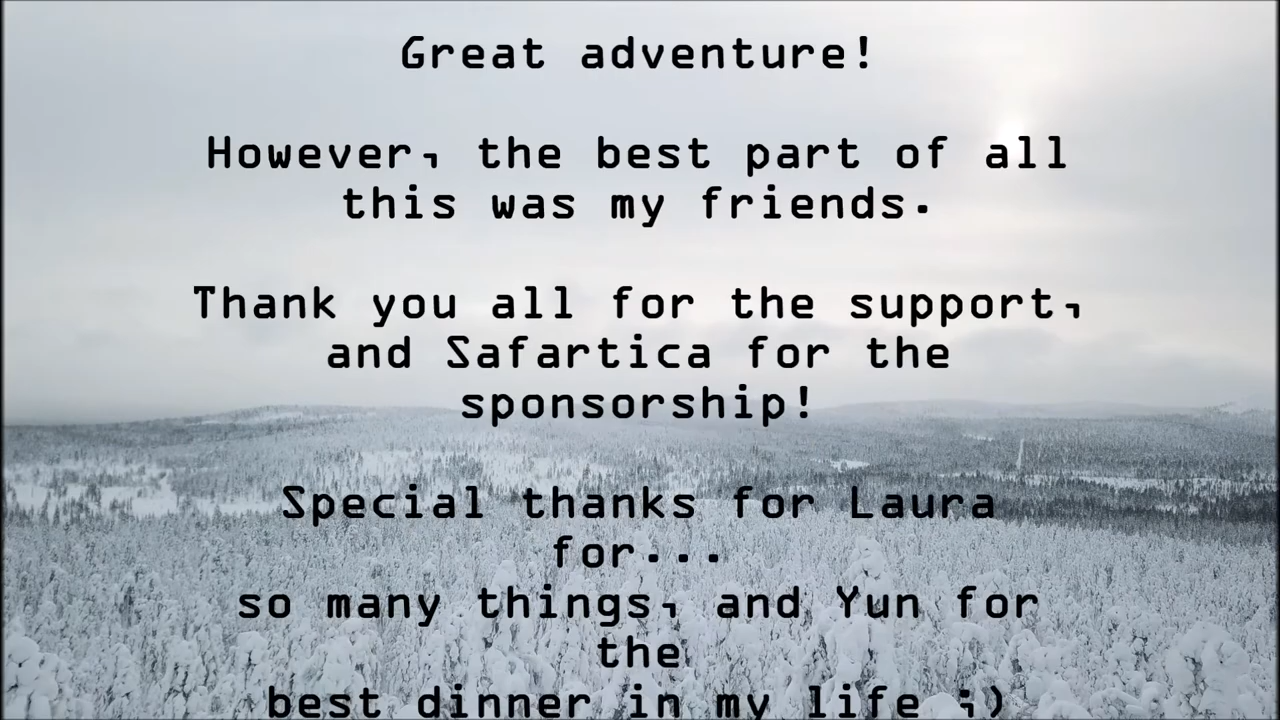 Great adventure!
However, the best part of all
this was my friends.
Thank you all for the support,
and Safartica for the
sponsorship!
Special thanks for Laura
for...
so many things, and Yun for
the
best dinner in my life ;)